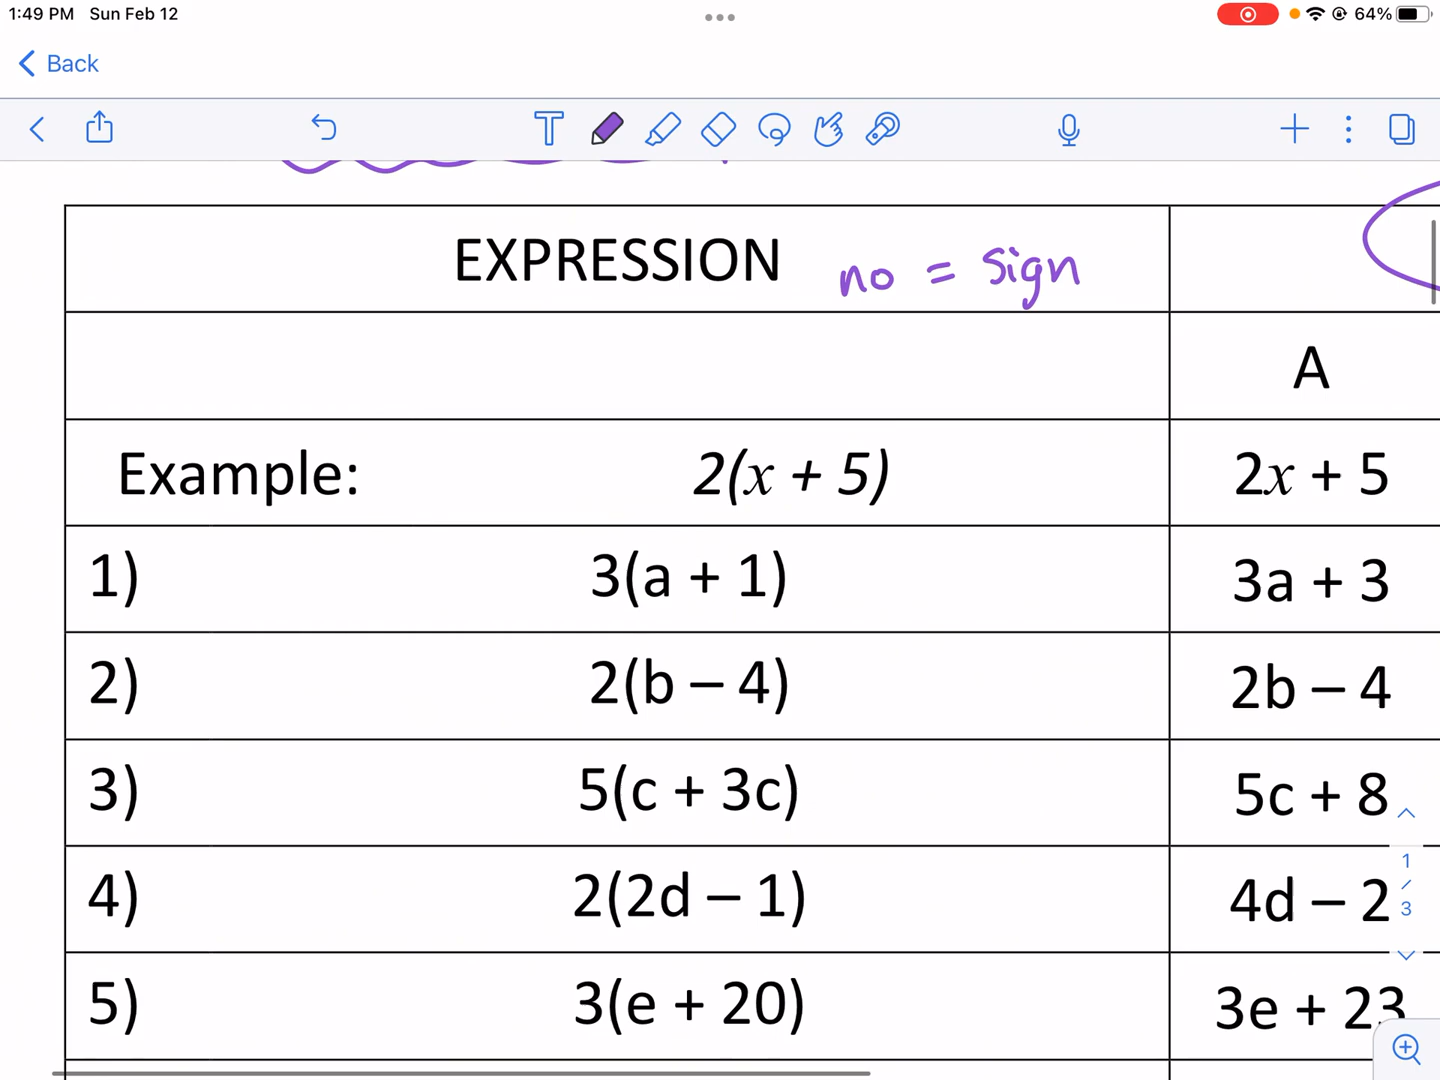 1:49 PM Sun Feb 12
64%
Back
EXPRESSION no = sign
A
Example: 2(x + 5) 2x + 5
1) 3(a + 1) 3a + 3
2) 2(b – 4) 2b – 4
3) 5(c + 3c) 5c + 8
4) 2(2d – 1) 4d – 2
1 / 3
5) 3(e + 20) 3e + 23